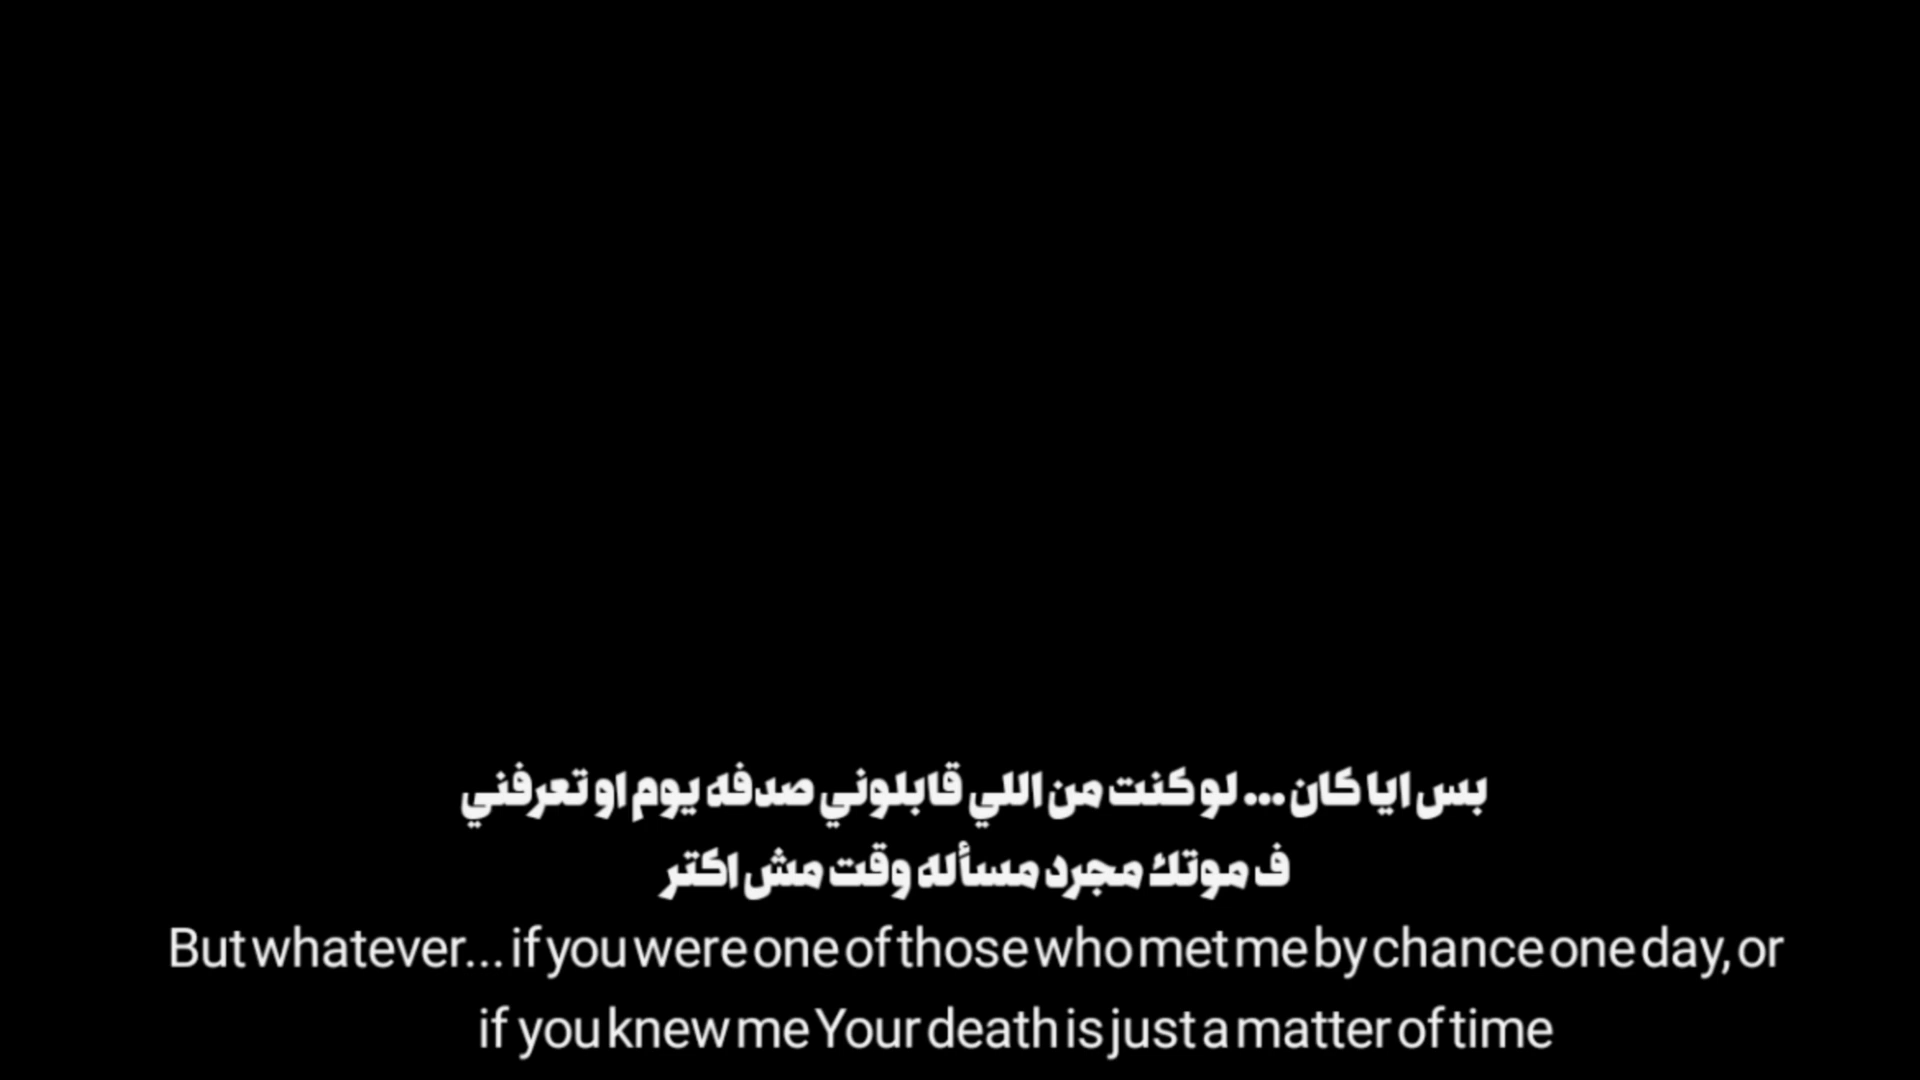 بس ايا كان... لو كنت من اللي قابلوني صدفه يوم او تعرفني
ف موتك مجرد مسأله وقت مش اكتر
But whatever... if you were one of those who met me by chance one day, or
if you knew me Your death is just a matter of time